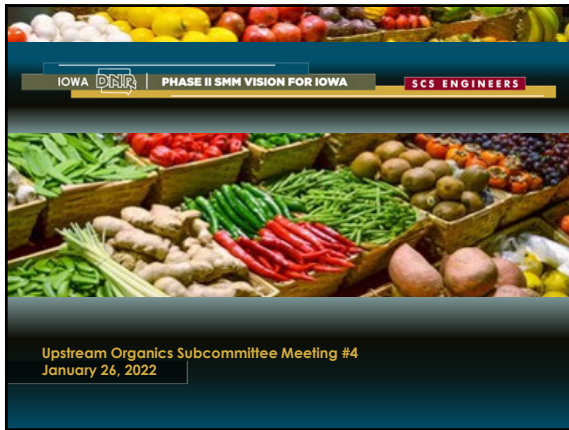 IOWA DNR PHASE II SMM VISION FOR IOWA SCS ENGINEERS
Upstream Organics Subcommittee Meeting #4
January 26, 2022